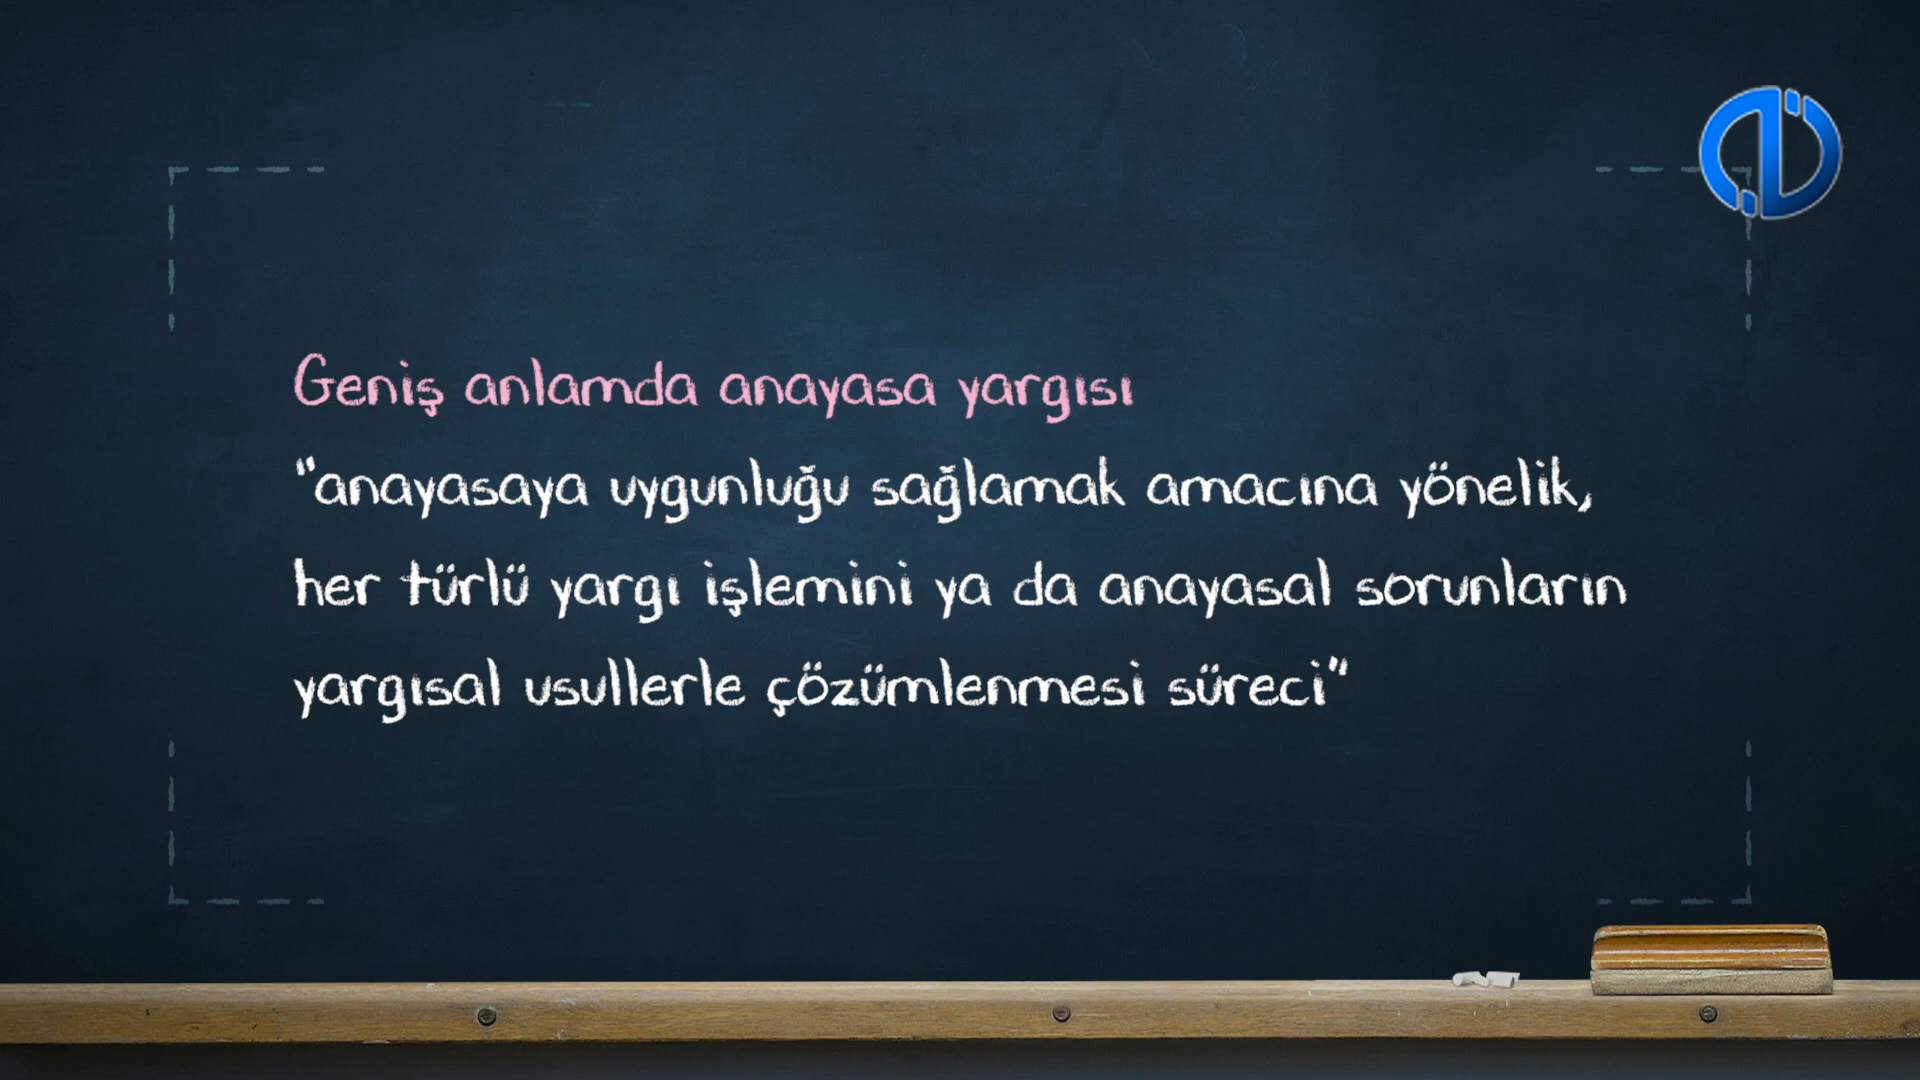 Geniş anlamda anayasa yargısı
"anayasaya uygunluğu sağlamak amacına yönelik,
her türlü yargı işlemini ya da anayasal sorunların
yargısal usullerle çözümlenmesi süreci"